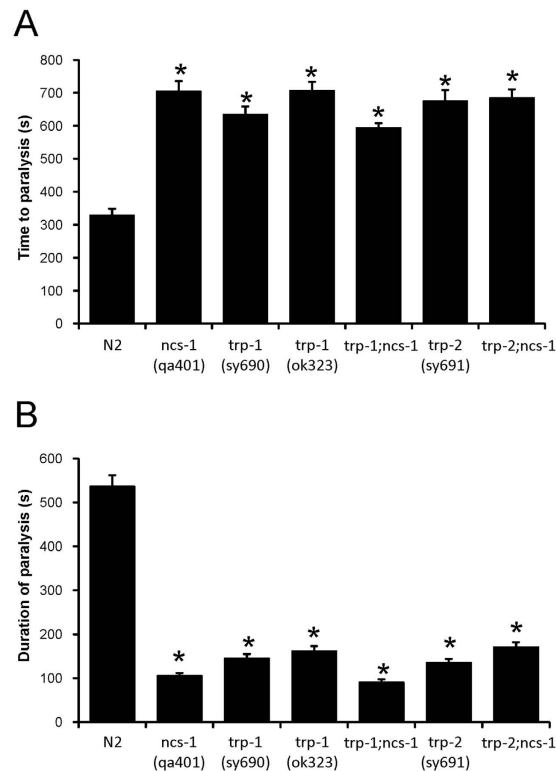 A
Time to paralysis (s)
800
700
600
500
400
300
200
100
0
* * * * * *
N2 ncs-1 trp-1 trp-1 trp-1;ncs-1 trp-2 trp-2;ncs-1
(qa401) (sy690) (ok323) (sy691)
B
Duration of paralysis (s)
600
500
400
300
200
100
0
* * * * * *
N2 ncs-1 trp-1 trp-1 trp-1;ncs-1 trp-2 trp-2;ncs-1
(qa401) (sy690) (ok323) (sy691)